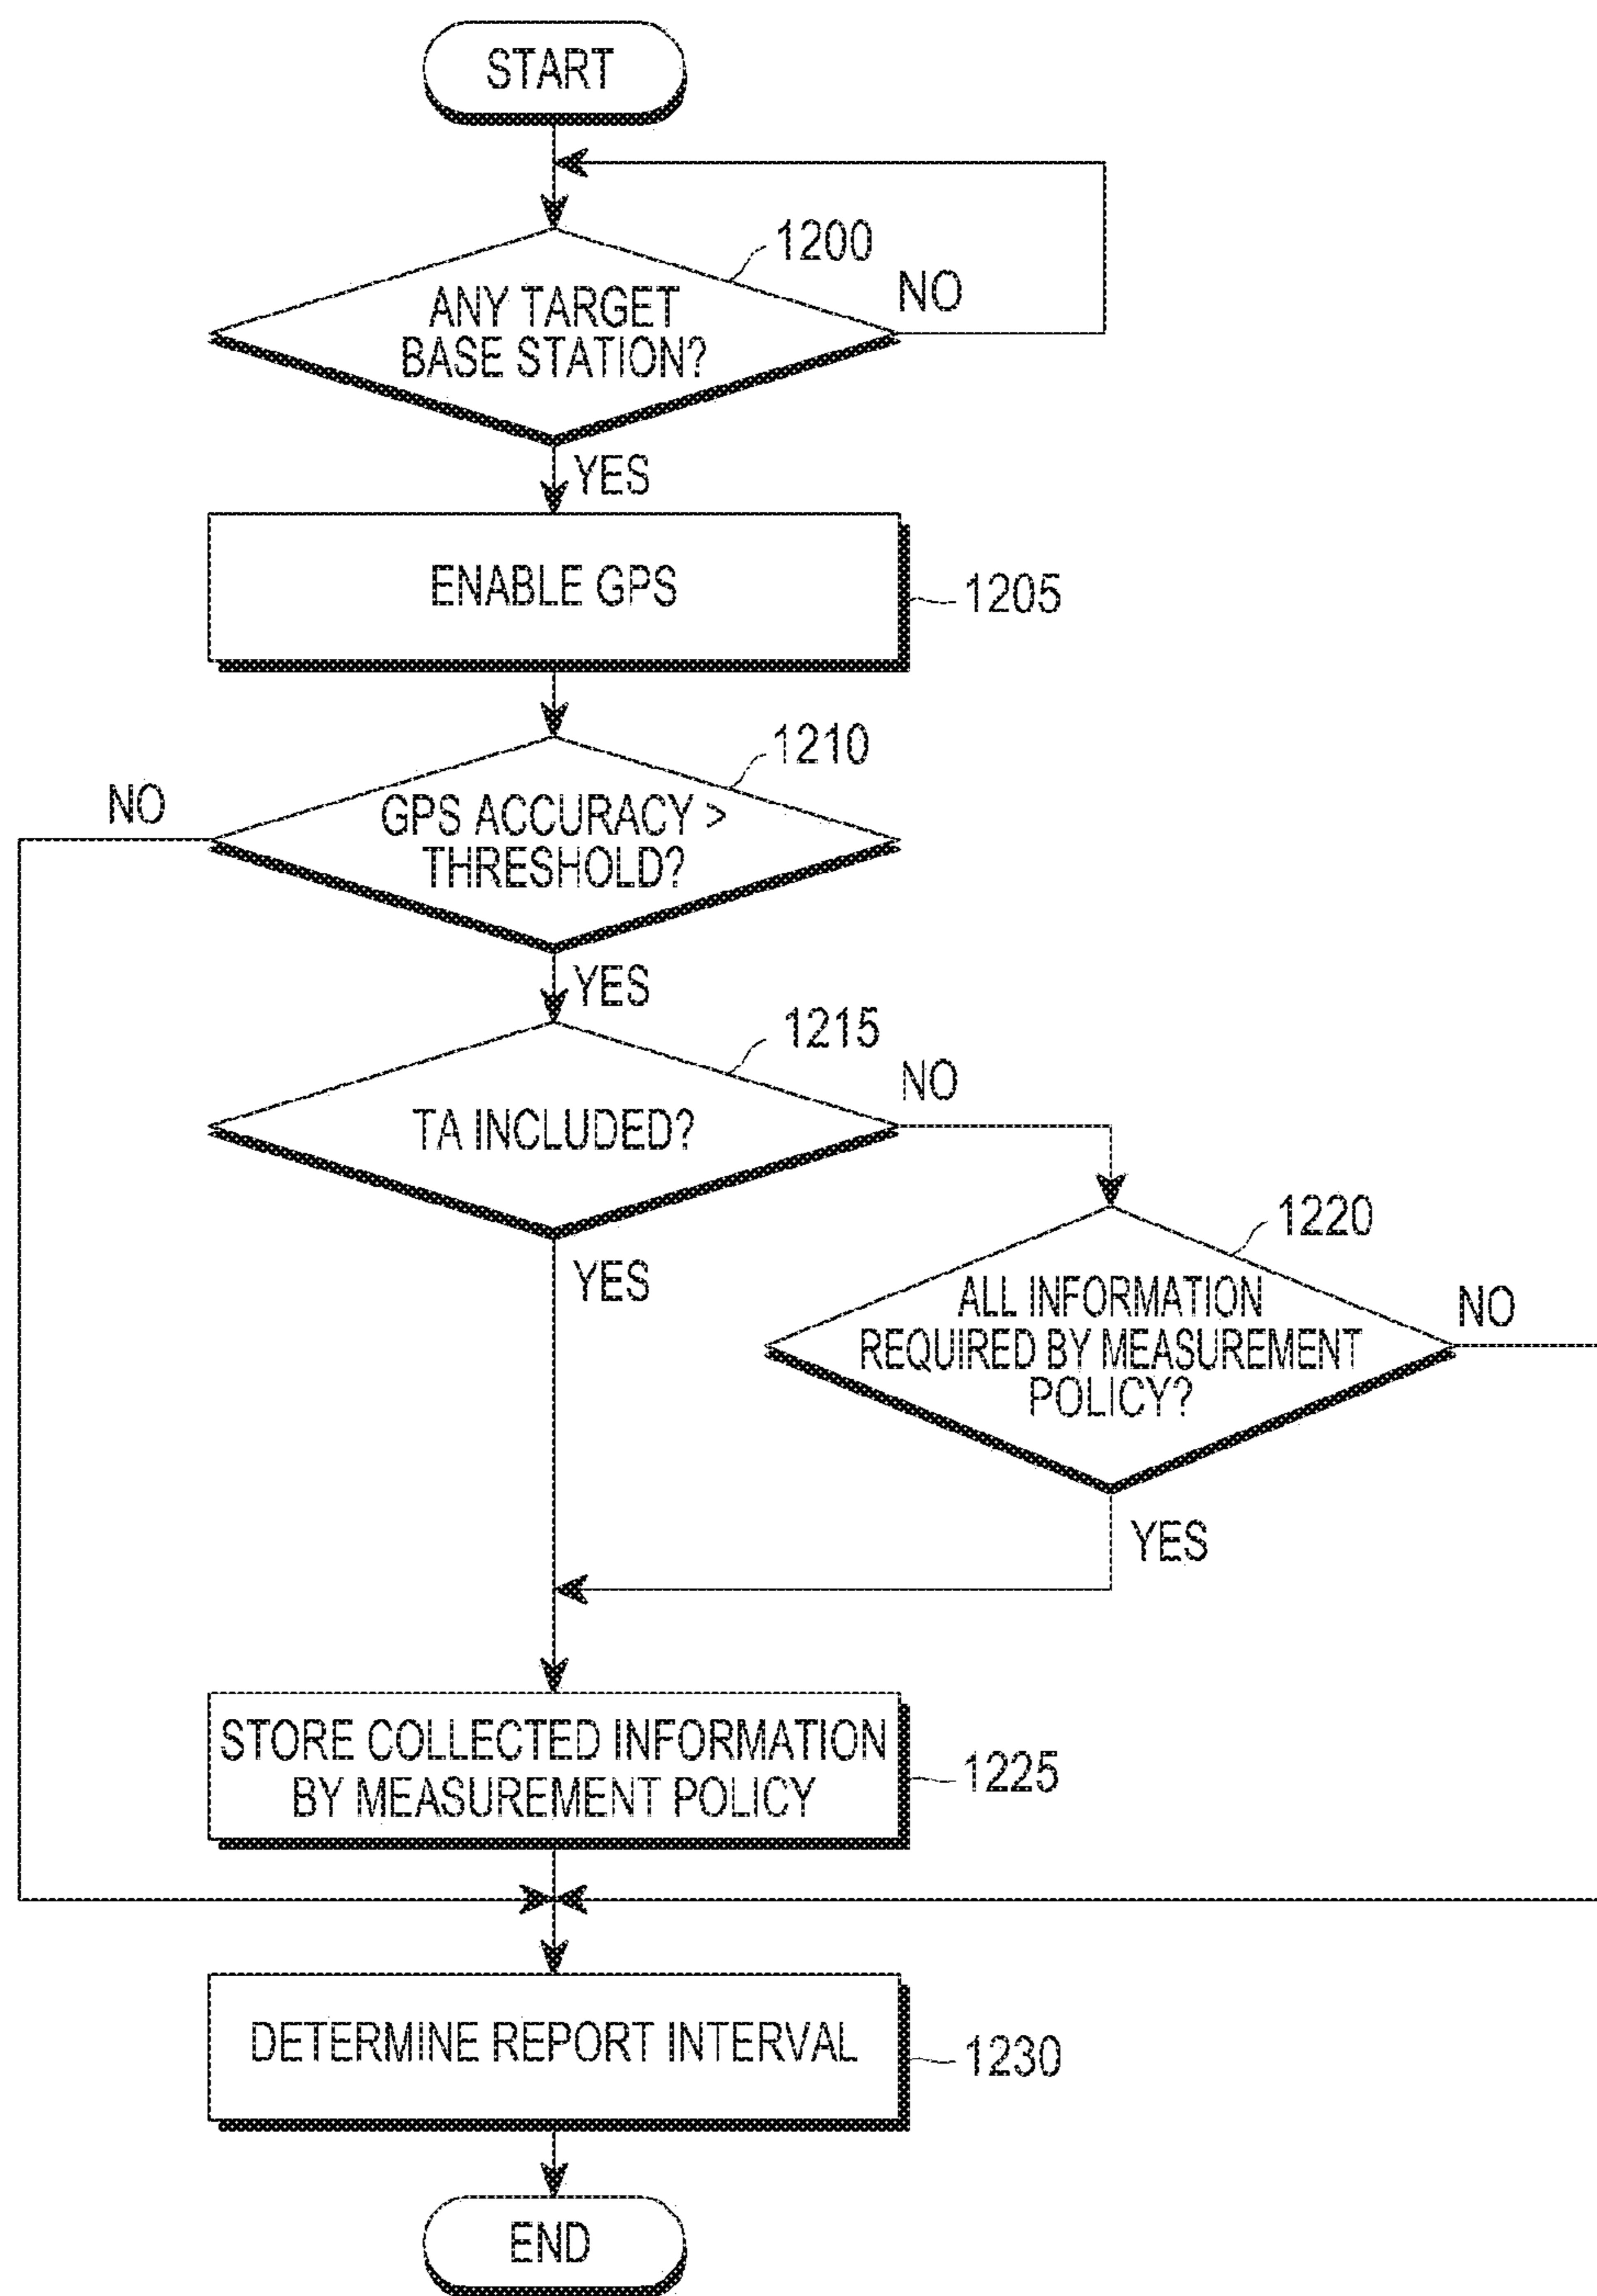 START
1200
NO
ANY TARGET
BASE STATION?
YES
ENABLE GPS
1205
1210
NO
GPS ACCURACY >
THRESHOLD?
YES
1215
NO
TA INCLUDED?
1220
YES
ALL INFORMATION
REQUIRED BY MEASUREMENT
POLICY?
NO
YES
STORE COLLECTED INFORMATION
BY MEASUREMENT POLICY
1225
DETERMINE REPORT INTERVAL
1230
END